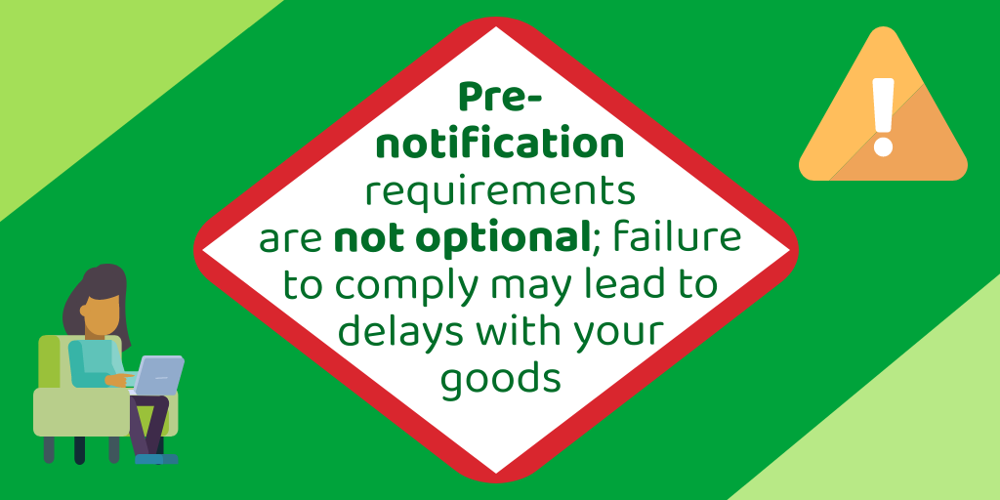 Pre-
notification
requirements
are not optional; failure
to comply may lead to
delays with your
goods